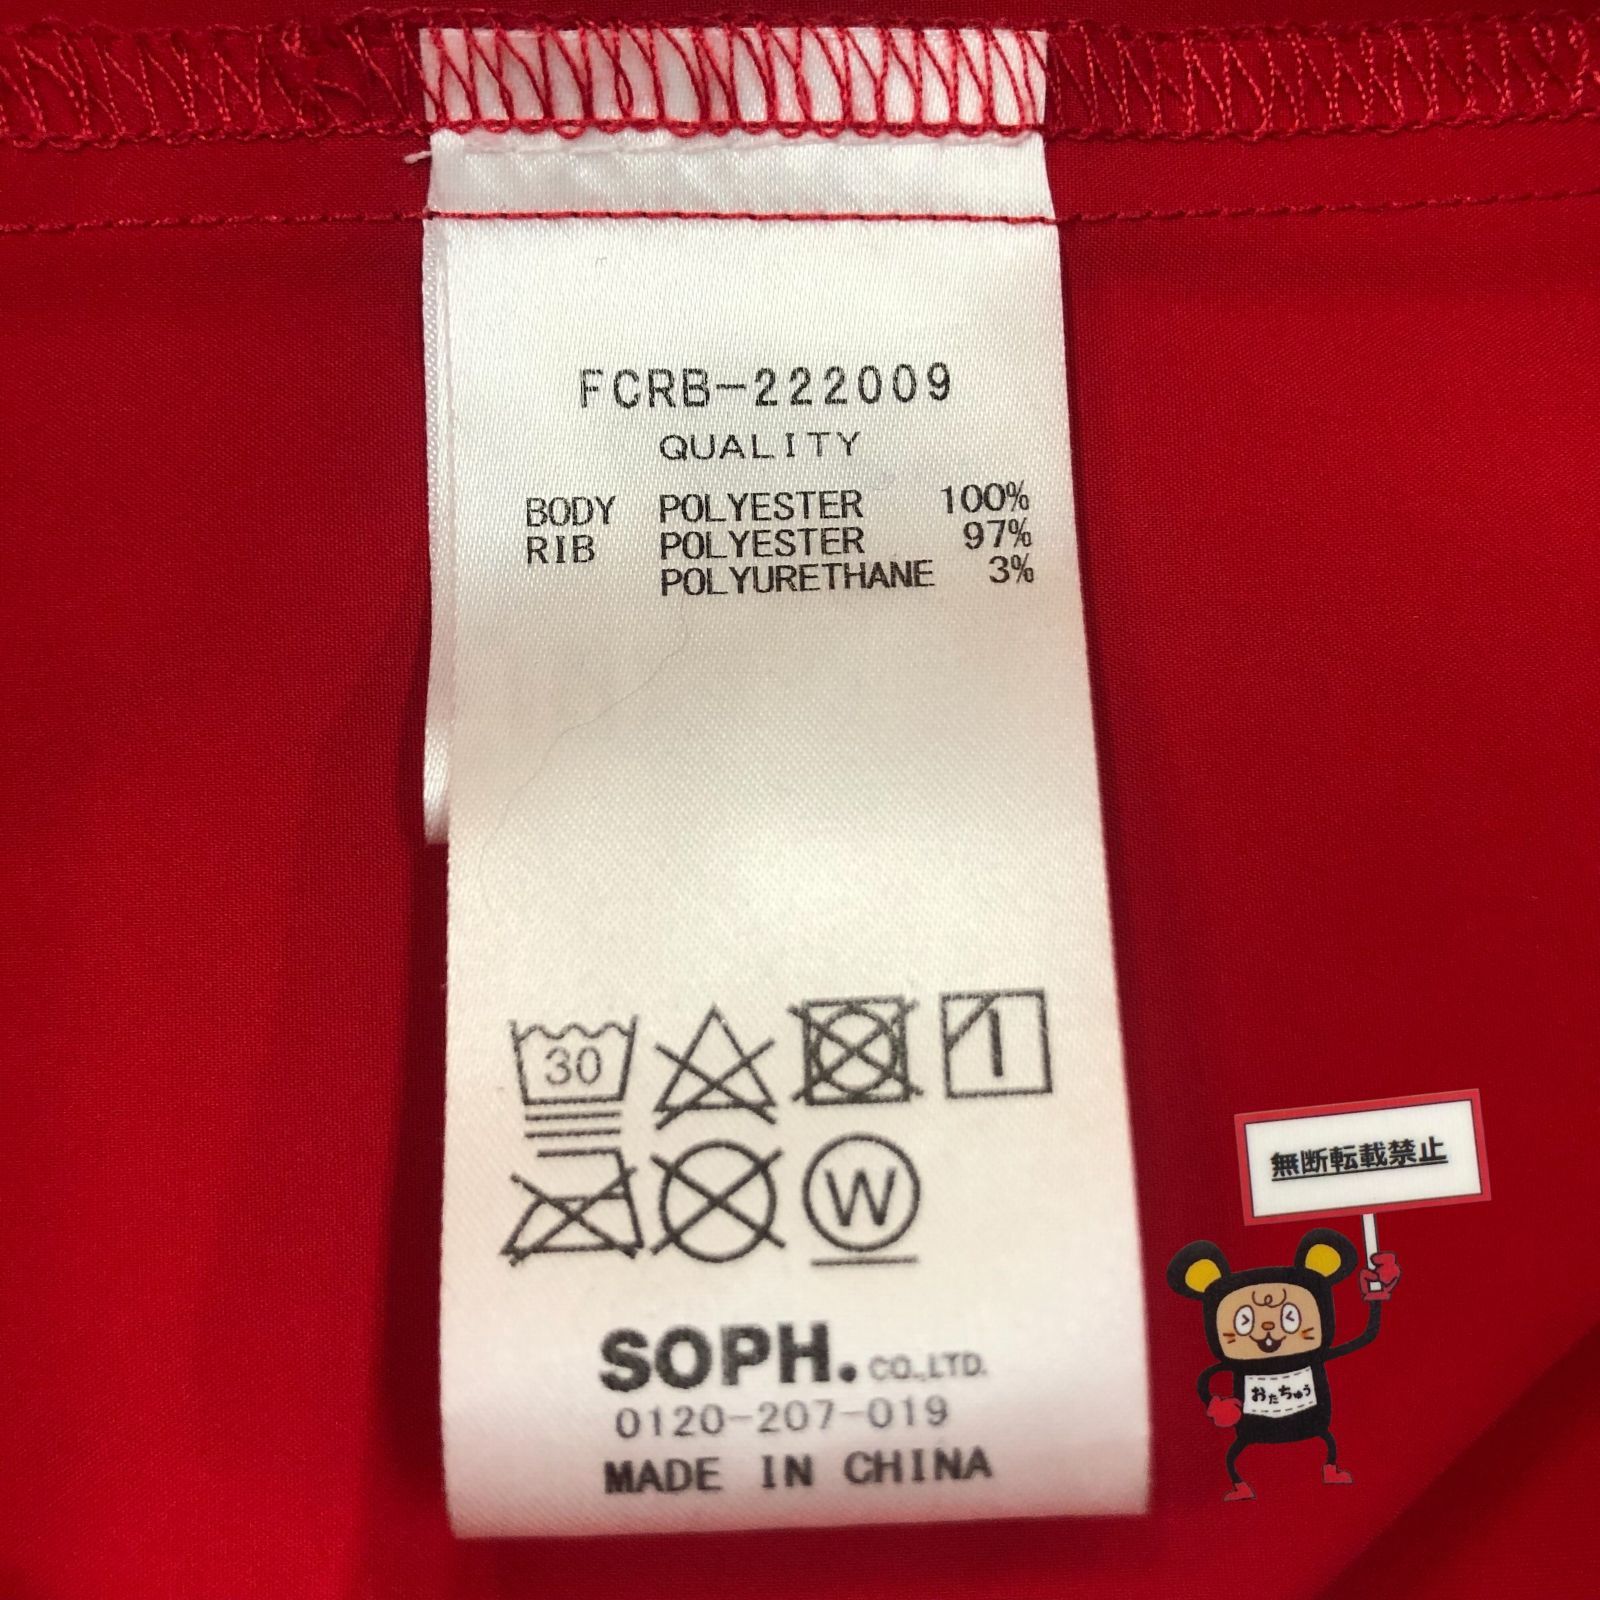 FCRB-222009
QUALITY
BODY POLYESTER 100%
RIB POLYESTER 97%
POLYURETHANE 3%
30
W
SOPH. CO.,LTD.
0120-207-019
MADE IN CHINA
無断転載禁止
おたちゅう